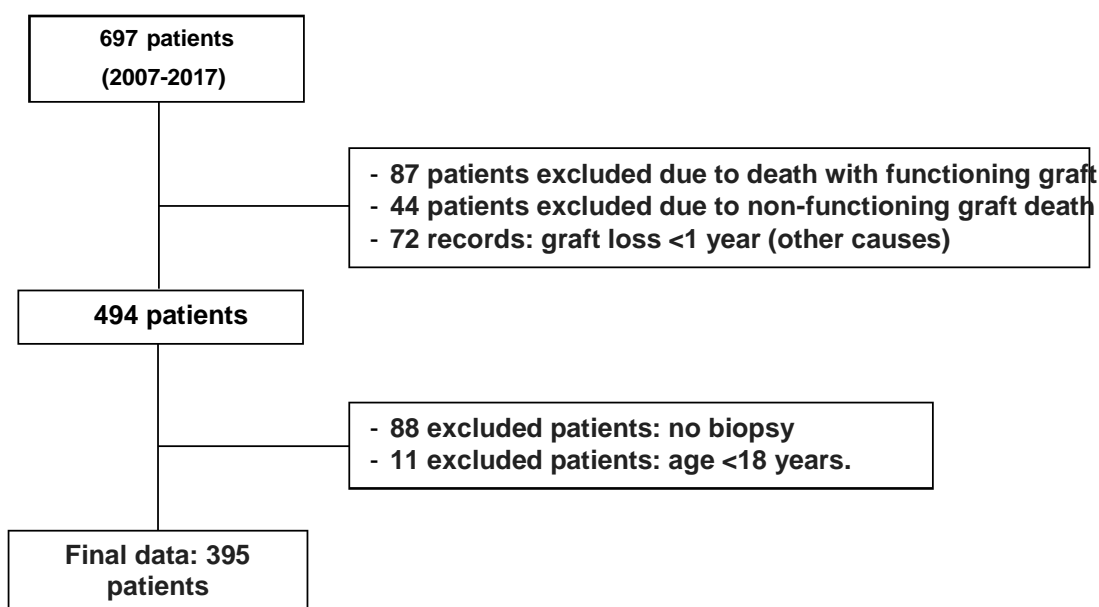 697 patients
(2007-2017)
- 87 patients excluded due to death with functioning graft
- 44 patients excluded due to non-functioning graft death
- 72 records: graft loss <1 year (other causes)
494 patients
- 88 excluded patients: no biopsy
- 11 excluded patients: age <18 years.
Final data: 395
patients